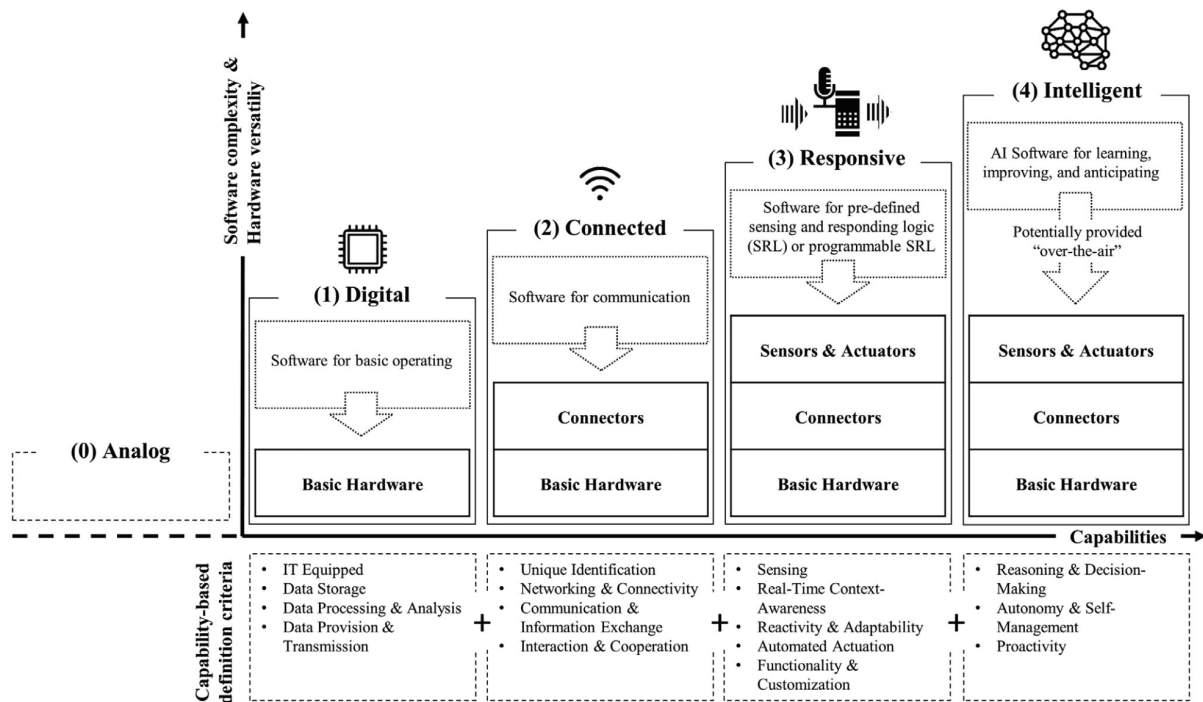 Software complexity &
Hardware versatiliy
(0) Analog
(1) Digital
Software for basic operating
Basic Hardware
(2) Connected
Software for communication
Connectors
Basic Hardware
(3) Responsive
Software for pre-defined
sensing and responding logic
(SRL) or programmable SRL
Sensors & Actuators
Connectors
Basic Hardware
(4) Intelligent
AI Software for learning,
improving, and anticipating
Potentially provided
“over-the-air”
Sensors & Actuators
Connectors
Basic Hardware
Capabilities
Capability-based
definition criteria
• IT Equipped
• Data Storage
• Data Processing & Analysis
• Data Provision &
Transmission
+
• Unique Identification
• Networking & Connectivity
• Communication &
Information Exchange
• Interaction & Cooperation
+
• Sensing
• Real-Time Context-
Awareness
• Reactivity & Adaptability
• Automated Actuation
• Functionality &
Customization
+
• Reasoning & Decision-
Making
• Autonomy & Self-
Management
• Proactivity